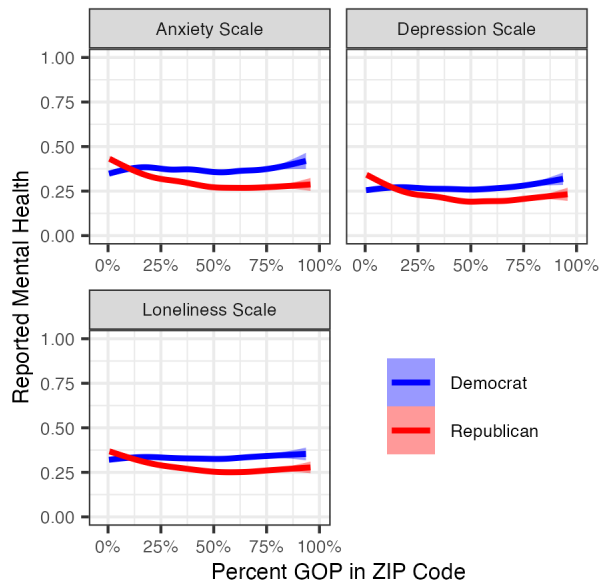 Anxiety Scale
Depression Scale
1.00
0.75
0.50
0.25
0.00
0% 25% 50% 75% 100%
0% 25% 50% 75% 100%
Reported Mental Health
Loneliness Scale
1.00
0.75
0.50
0.25
0.00
0% 25% 50% 75% 100%
Democrat
Republican
Percent GOP in ZIP Code